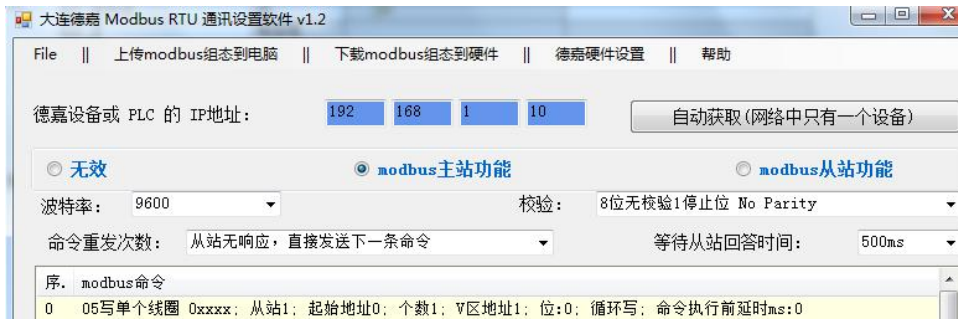 大连德嘉 Modbus RTU 通讯设置软件 v1.2
File || 上传modbus组态到电脑 || 下载modbus组态到硬件 || 德嘉硬件设置 || 帮助
德嘉设备或 PLC 的 IP地址: 192 168 1 10 自动获取(网络中只有一个设备)
无效 modbus主站功能 modbus从站功能
波特率: 9600 校验: 8位无校验1停止位 No Parity
命令重发次数: 从站无响应，直接发送下一条命令 等待从站回答时间: 500ms
序. modbus命令
0 05写单个线圈 0xxxx; 从站1; 起始地址0; 个数1; V区地址1; 位:0; 循环写; 命令执行前延时ms:0